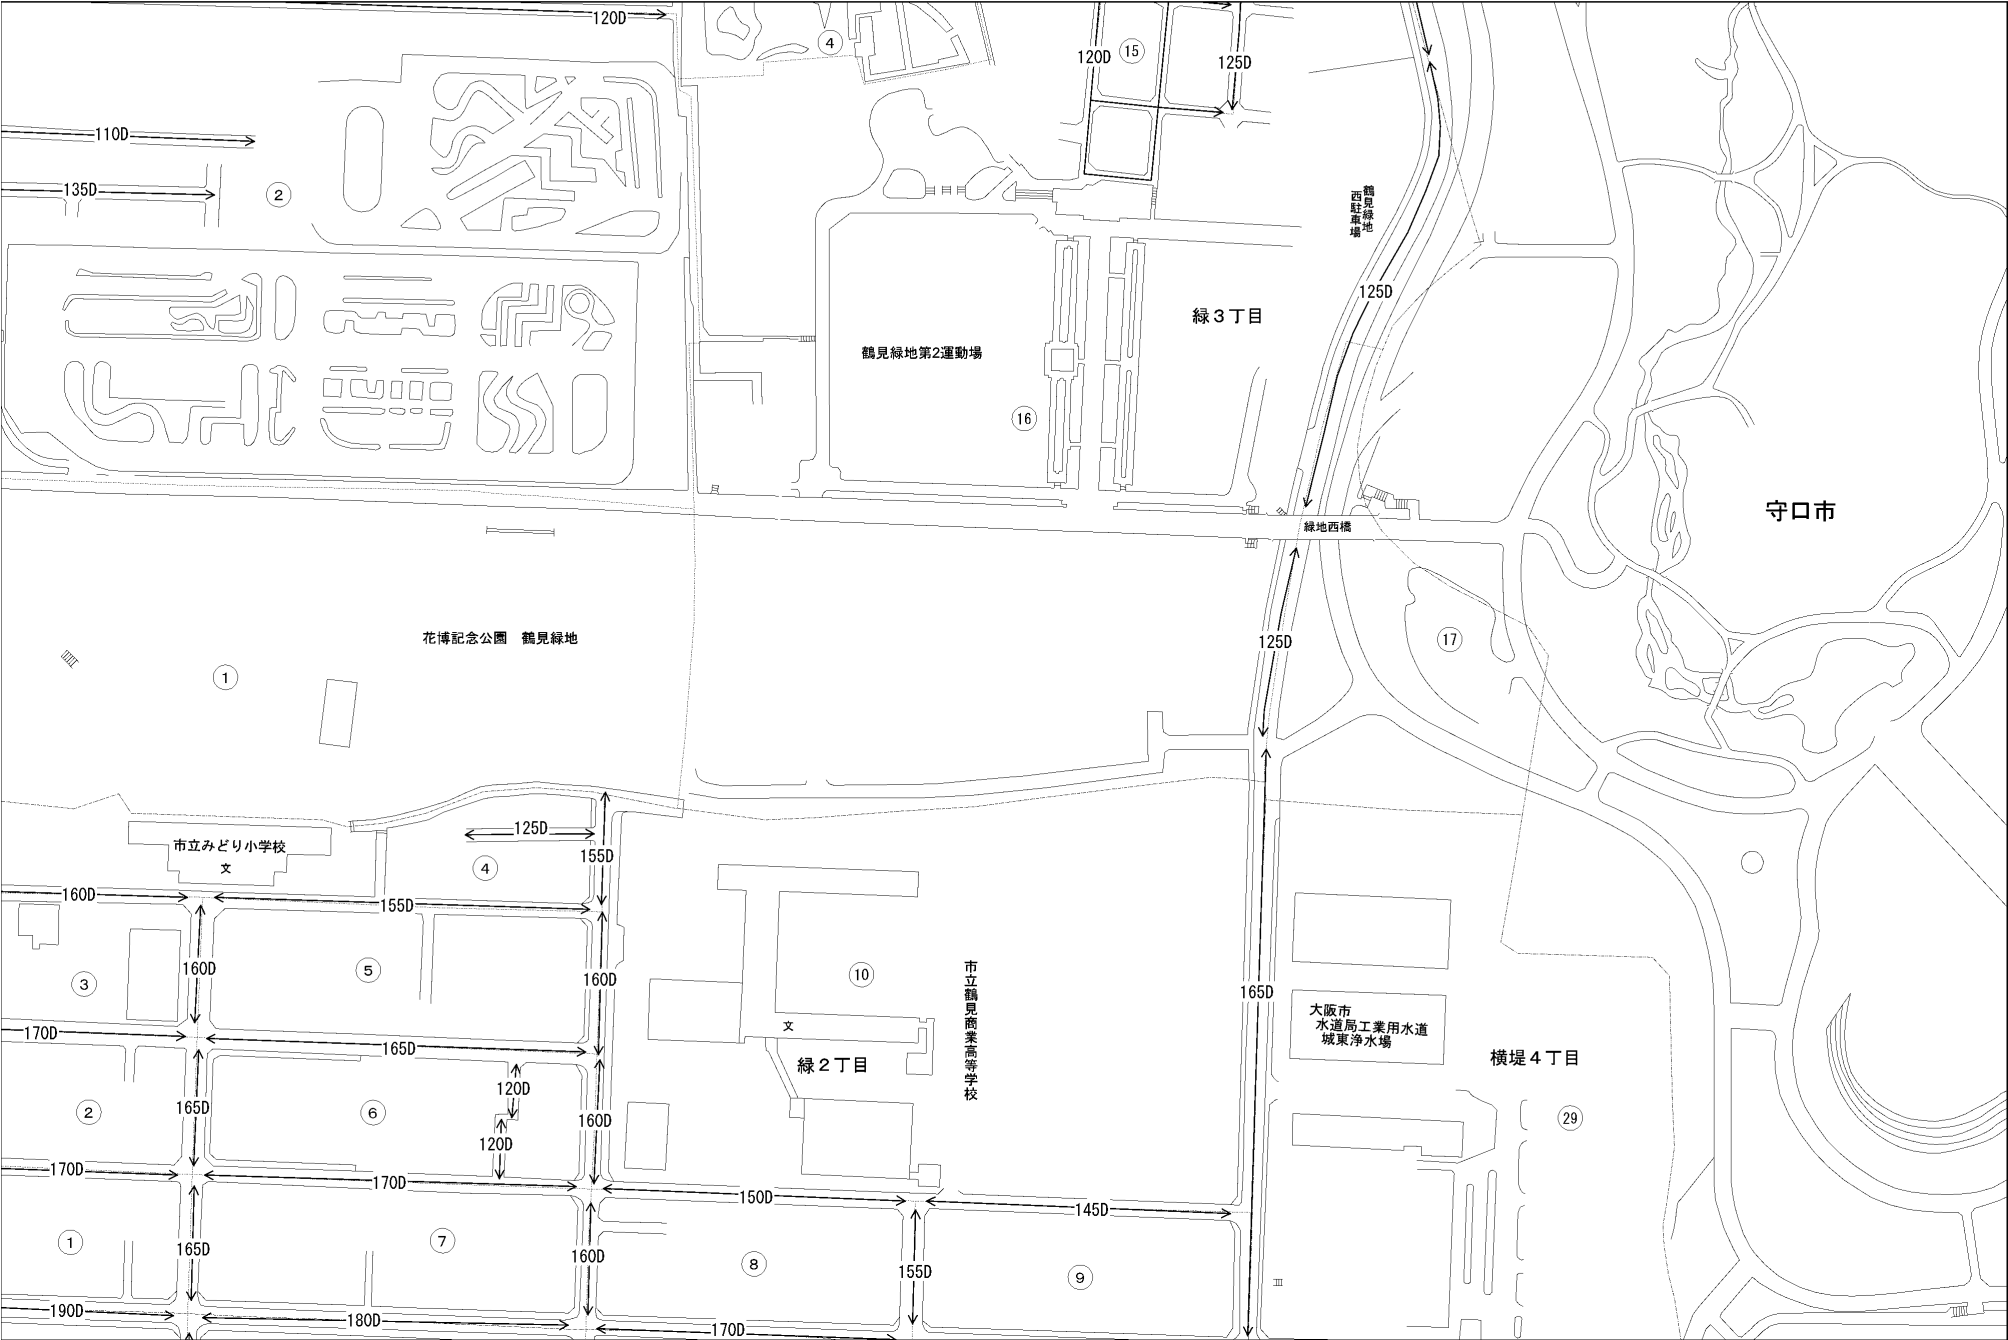 120D
④
⑮
120D
125D
110D
135D
②
鶴見緑地
西駐車場
125D
緑3丁目
鶴見緑地第2運動場
⑯
守口市
緑地西橋
花博記念公園 鶴見緑地
125D
⑰
①
125D
155D
市立みどり小学校
文
④
160D
155D
160D
③
⑤
160D
⑩
市立鶴見商業高等学校
165D
大阪市
水道局工業用水道
城東浄水場
文
緑2丁目
横堤4丁目
170D
165D
120D
②
165D
⑥
160D
120D
㉙
170D
170D
150D
145D
①
165D
⑦
160D
⑧
155D
⑨
190D
180D
170D